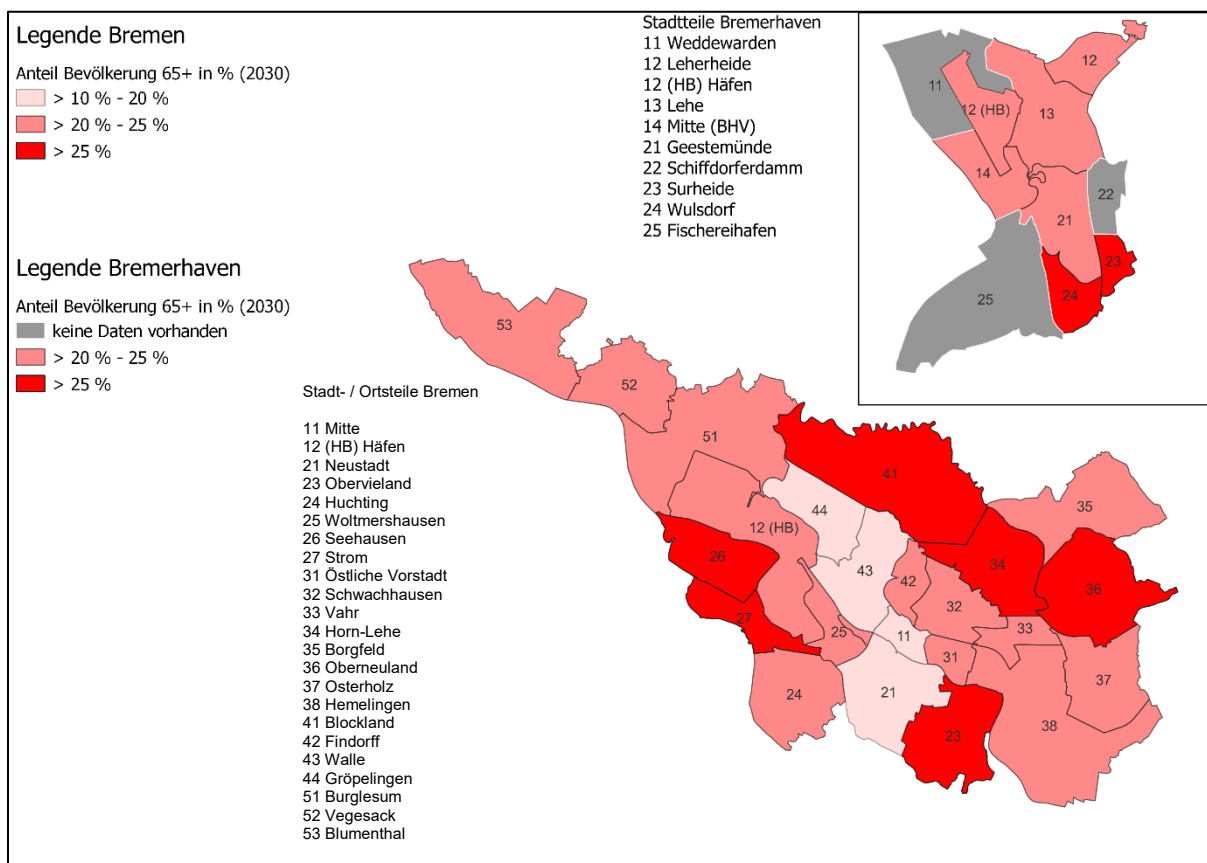 Legende Bremen
Anteil Bevölkerung 65+ in % (2030)
> 10 % - 20 %
> 20 % - 25 %
> 25 %
Legende Bremerhaven
Anteil Bevölkerung 65+ in % (2030)
keine Daten vorhanden
> 20 % - 25 %
> 25 %
Stadtteile Bremerhaven
11 Weddewarden
12 Leherheide
12 (HB) Häfen
13 Lehe
14 Mitte (BHV)
21 Geestemünde
22 Schiffdorferdamm
23 Surheide
24 Wulsdorf
25 Fischereihafen
12
11
12 (HB)
13
14
22
21
23
24
25
Stadt- / Ortsteile Bremen
11 Mitte
12 (HB) Häfen
21 Neustadt
23 Obervieland
24 Huchting
25 Woltmershausen
26 Seehausen
27 Strom
31 Östliche Vorstadt
32 Schwachhausen
33 Vahr
34 Horn-Lehe
35 Borgfeld
36 Oberneuland
37 Osterholz
38 Hemelingen
41 Blockland
42 Findorff
43 Walle
44 Gröpelingen
51 Burglesum
52 Vegesack
53 Blumenthal
53
52
51
41
35
44
12 (HB)
26
43
42
34
36
32
27
25
11
33
31
37
24
21
38
23